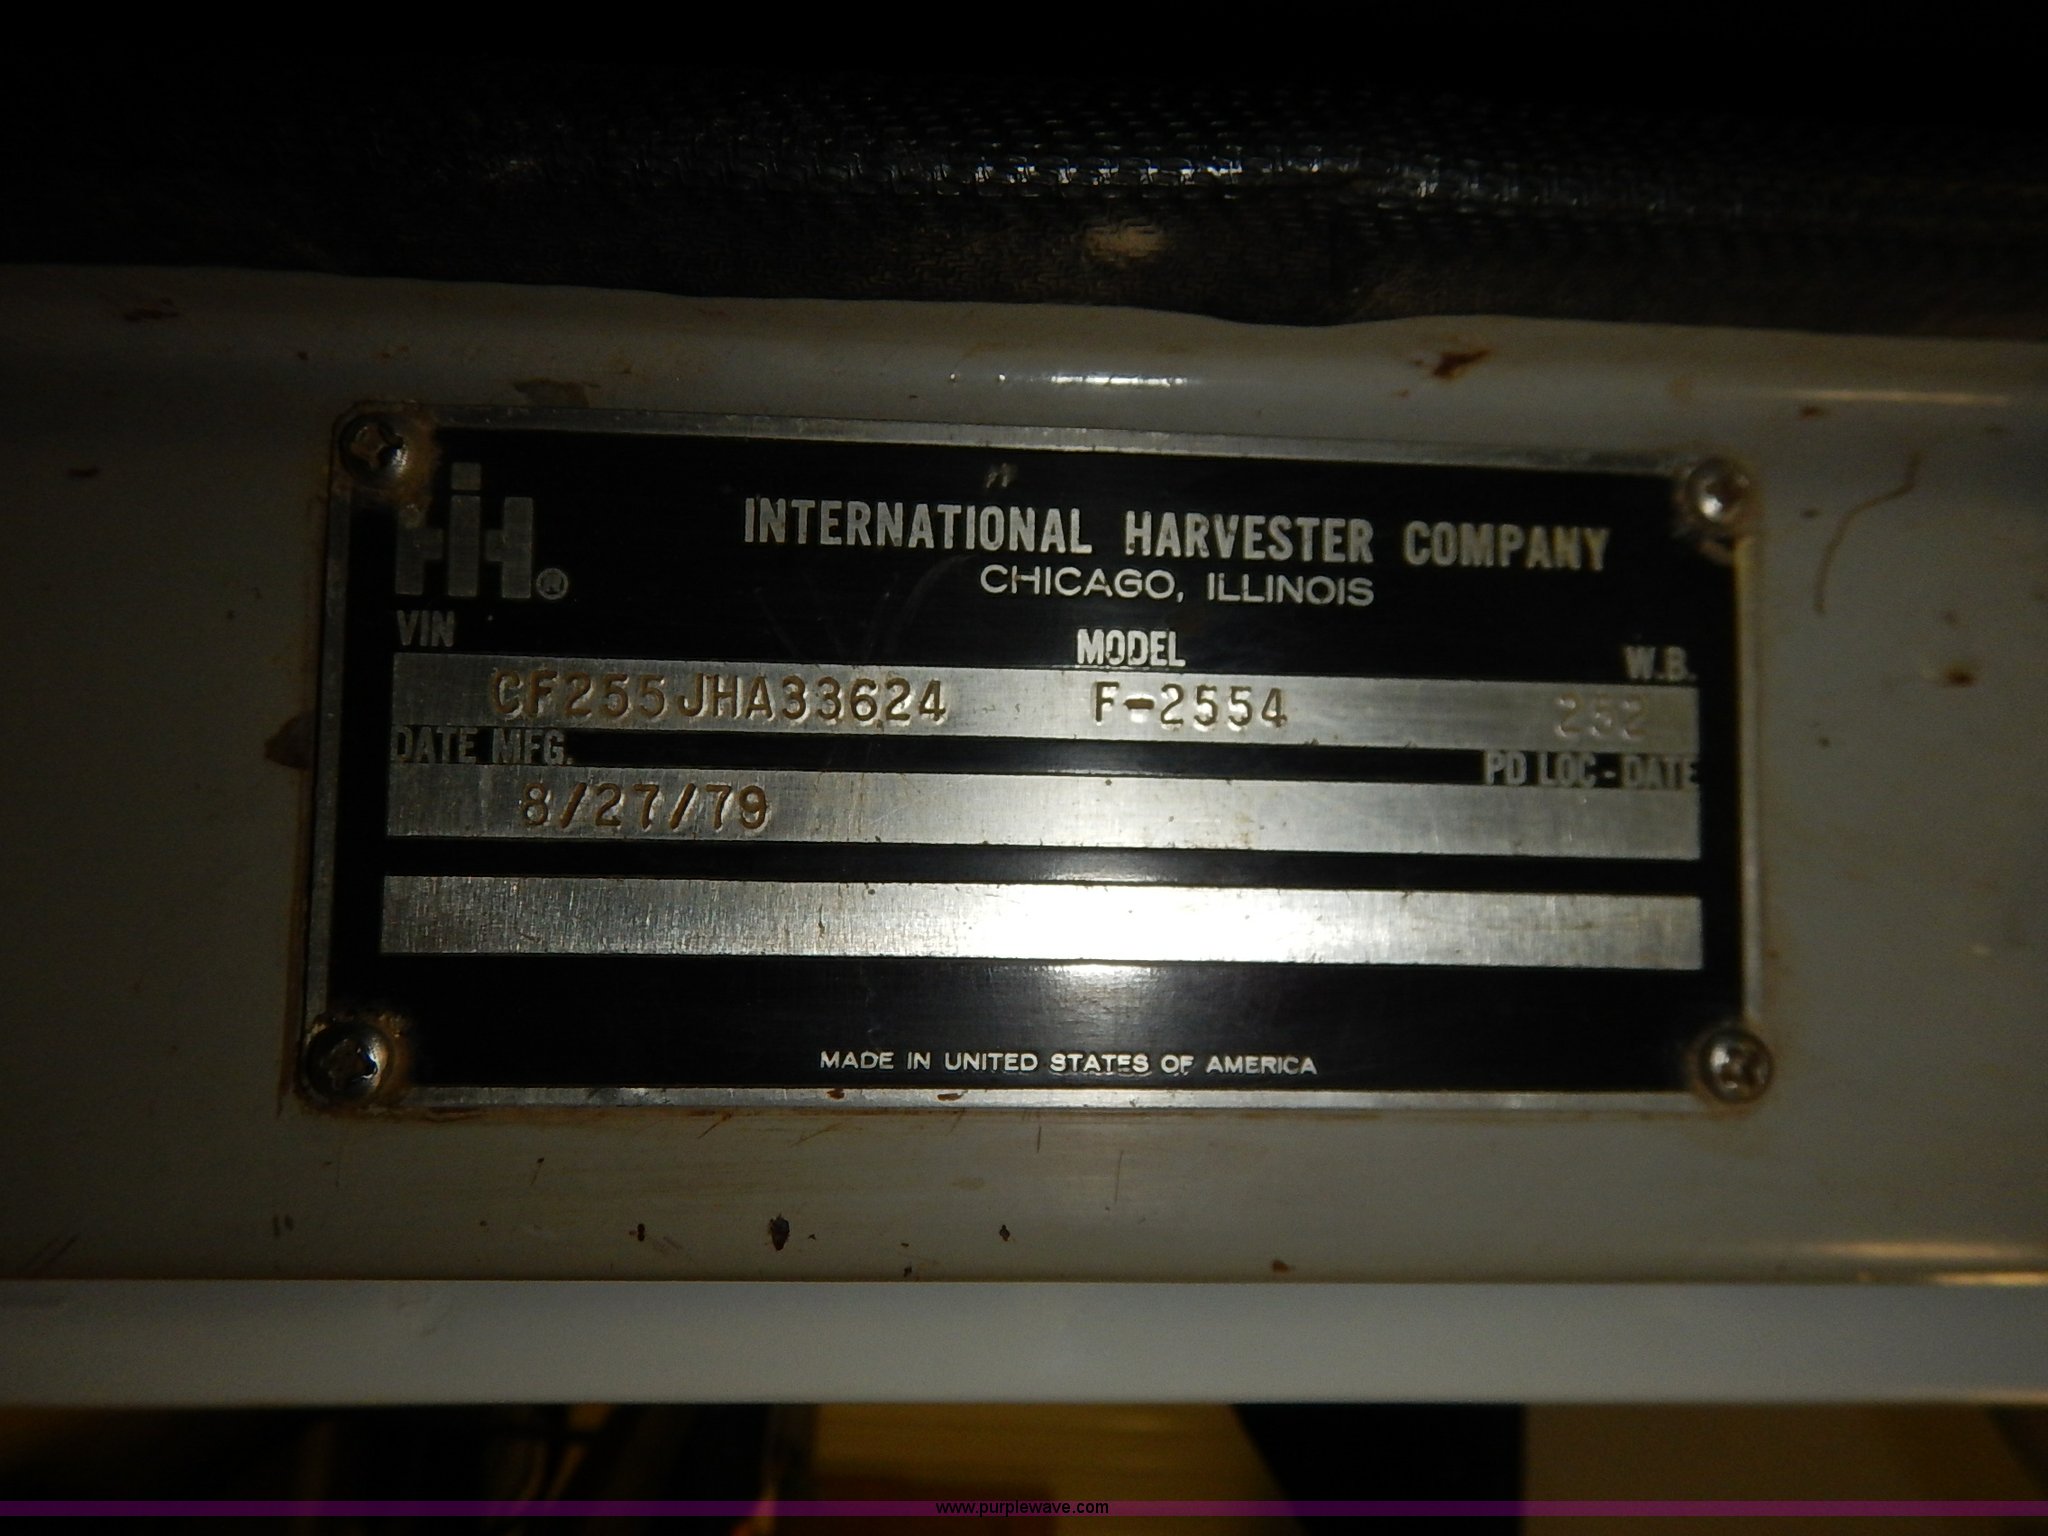 IH®
INTERNATIONAL HARVESTER COMPANY
CHICAGO, ILLINOIS
VIN MODEL W.B.
CF255JHA33624 F-2554 252
DATE MFG. PD LOC - DATE
8/27/79
MADE IN UNITED STATES OF AMERICA
www.purplewave.com